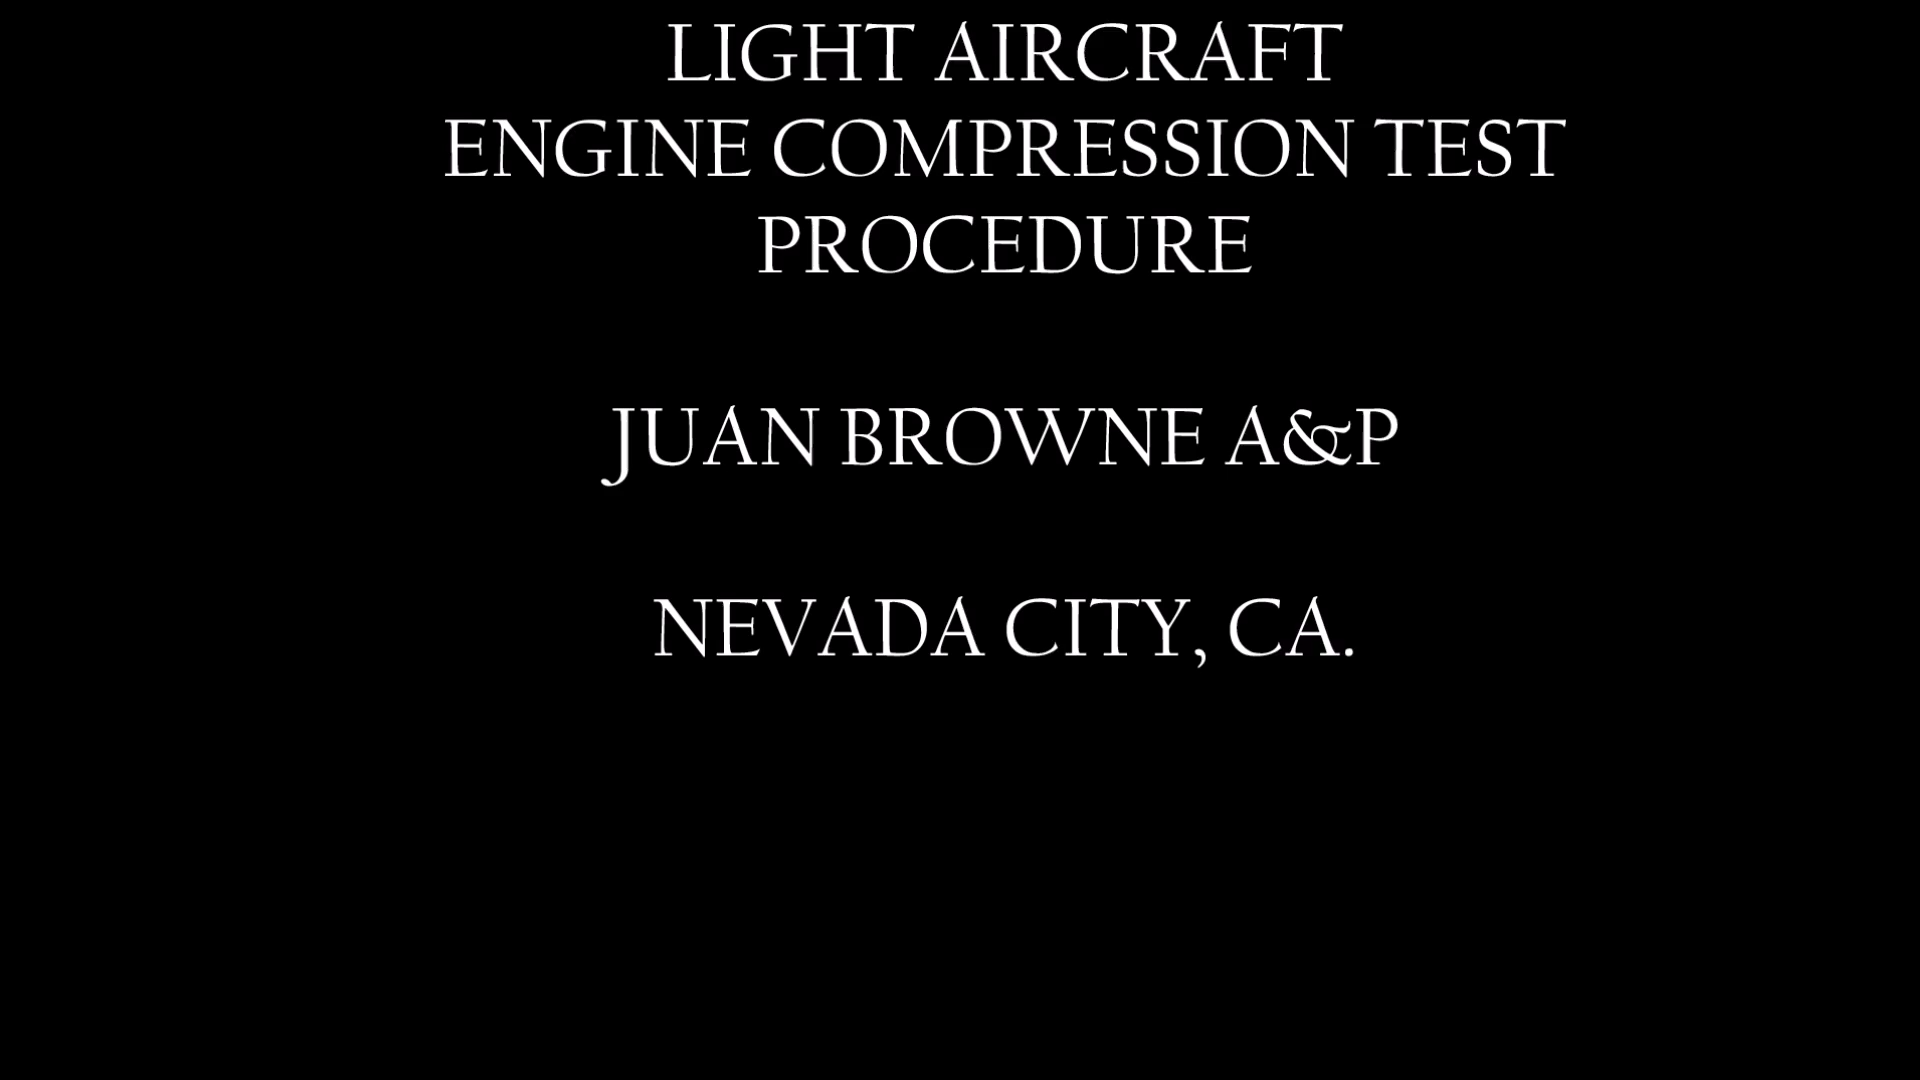 LIGHT AIRCRAFT
ENGINE COMPRESSION TEST
PROCEDURE
JUAN BROWNE A&P
NEVADA CITY, CA.